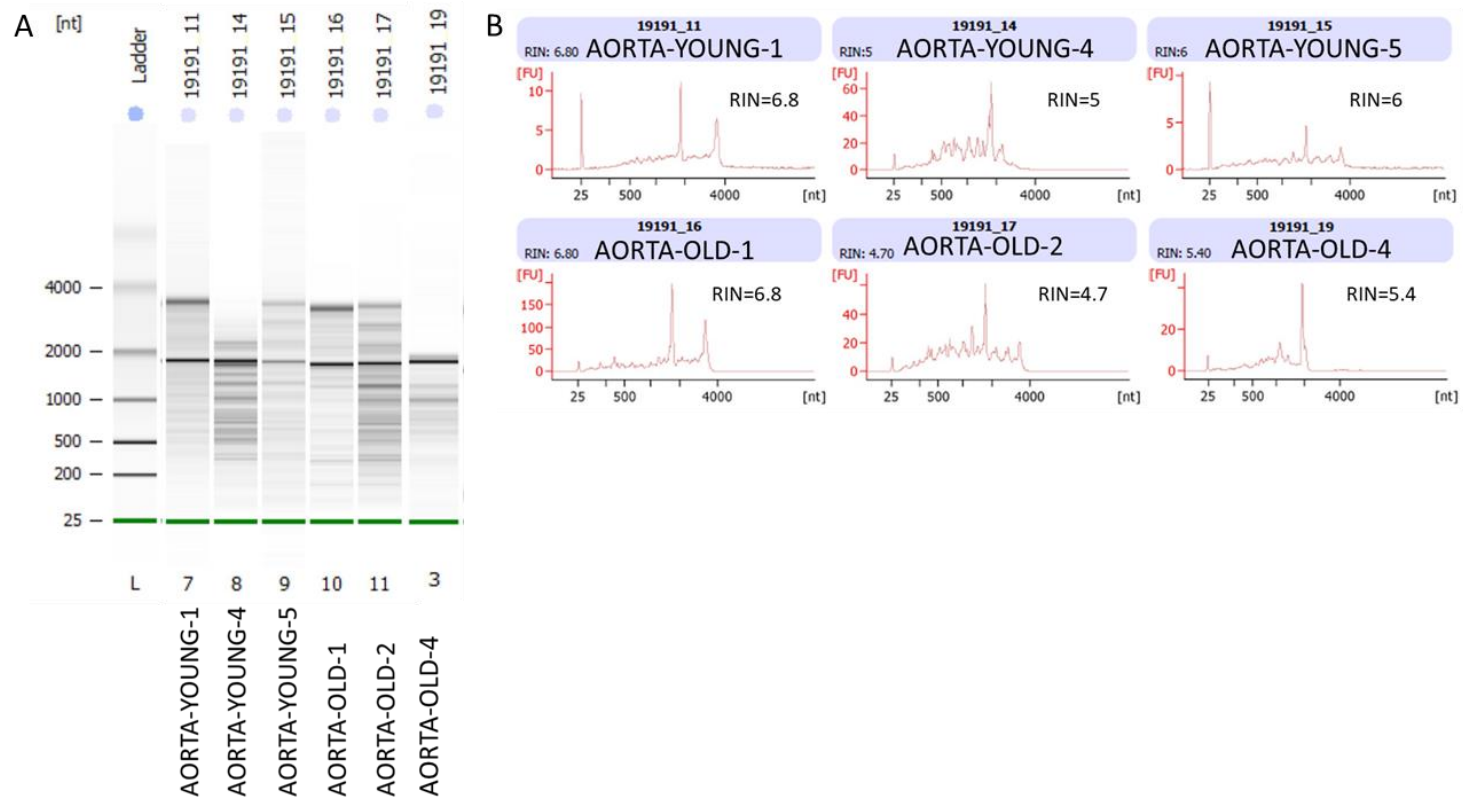 A
[nt]
Ladder
19191_11
19191_14
19191_15
19191_16
19191_17
19191_19
4000
2000
1000
500
200
25
L 7 8 9 10 11 3
AORTA-YOUNG-1
AORTA-YOUNG-4
AORTA-YOUNG-5
AORTA-OLD-1
AORTA-OLD-2
AORTA-OLD-4
B
19191_11
RIN: 6.80 AORTA-YOUNG-1
[FU]
RIN=6.8
10
5
0
25 500 4000 [nt]
19191_14
RIN:5 AORTA-YOUNG-4
[FU]
RIN=5
60
40
20
0
25 500 4000 [nt]
19191_15
RIN:6 AORTA-YOUNG-5
[FU]
RIN=6
5
0
25 500 4000 [nt]
19191_16
RIN: 6.80 AORTA-OLD-1
[FU]
RIN=6.8
150
100
50
0
25 500 4000 [nt]
19191_17
RIN: 4.70 AORTA-OLD-2
[FU]
RIN=4.7
40
20
0
25 500 4000 [nt]
19191_19
RIN: 5.40 AORTA-OLD-4
[FU]
RIN=5.4
20
0
25 500 4000 [nt]